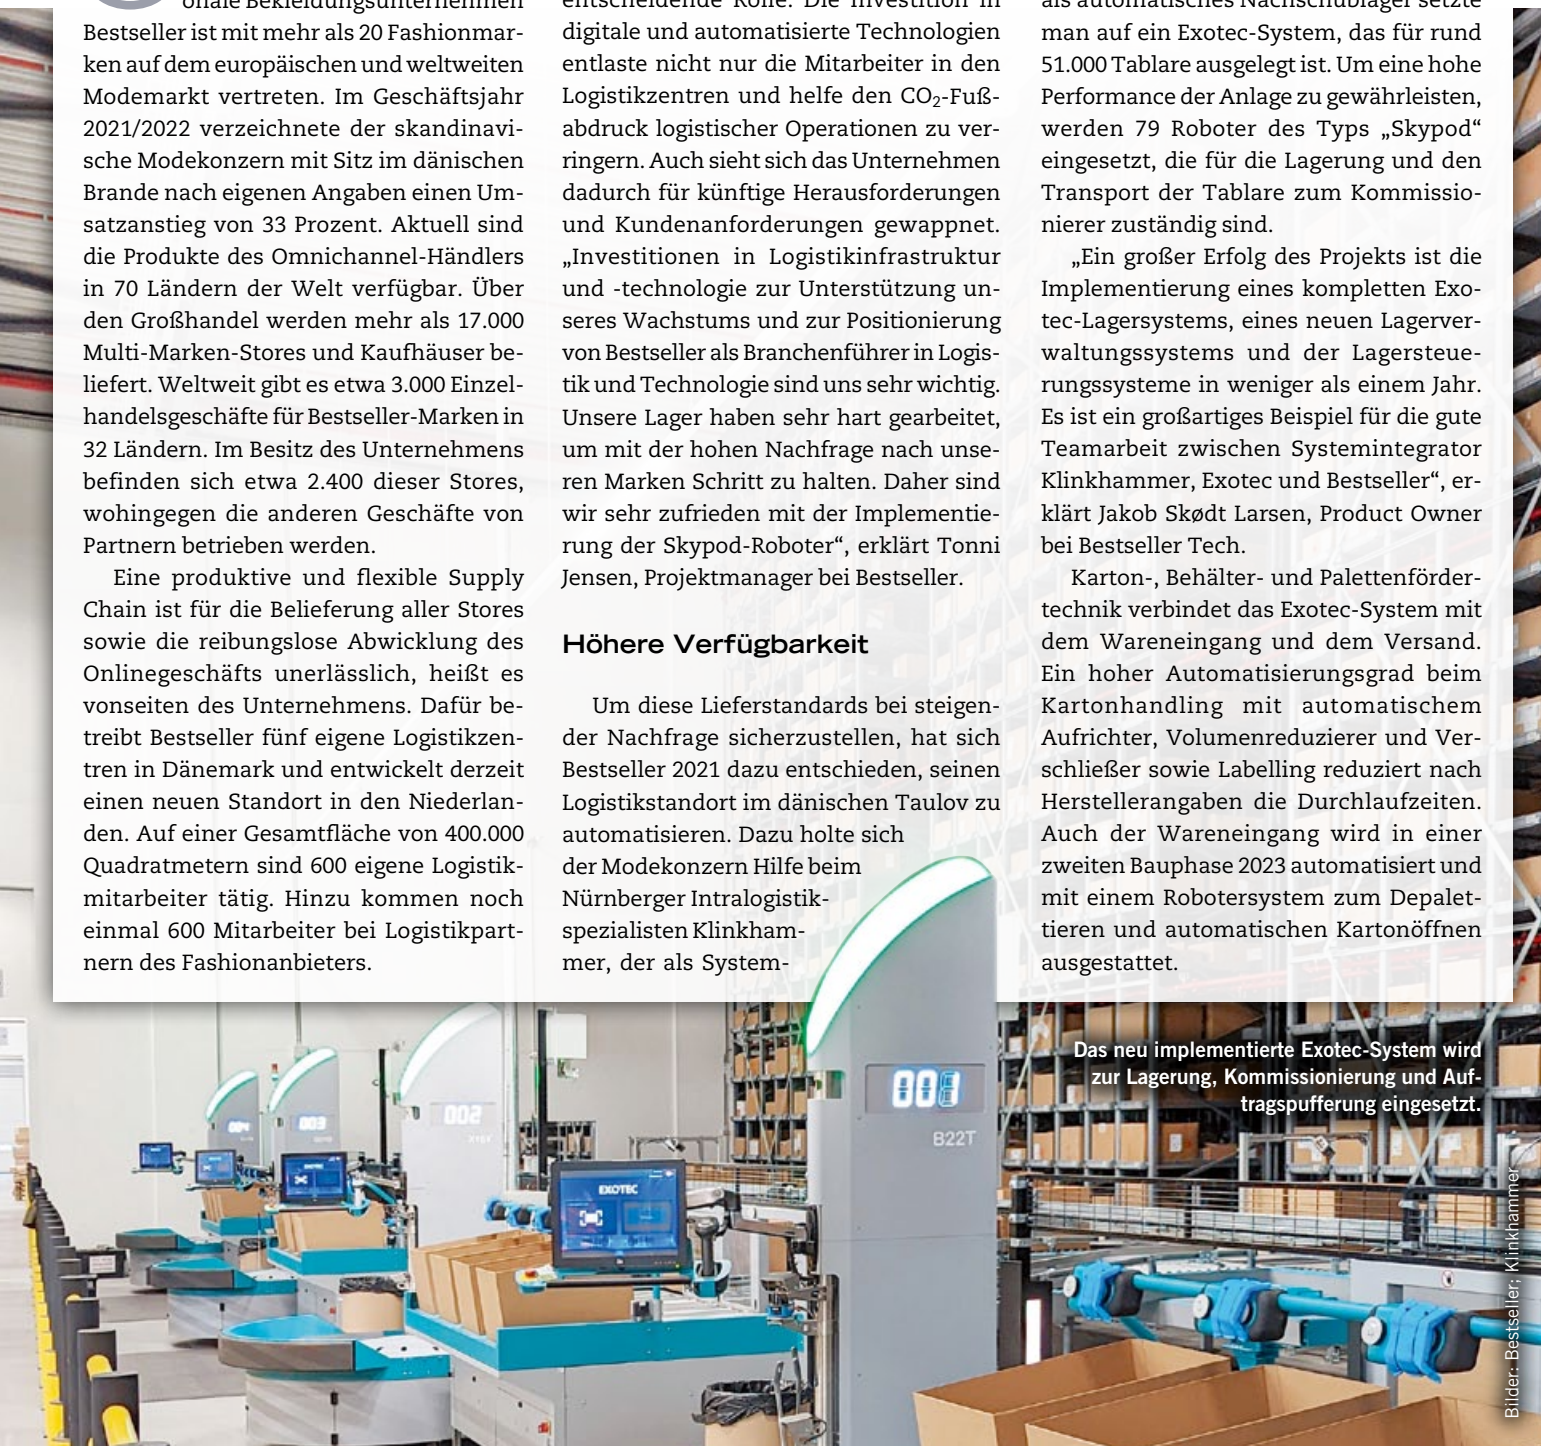 onale Bekleidungsunternehmen
Bestseller ist mit mehr als 20 Fashionmar-
ken auf dem europäischen und weltweiten
Modemarkt vertreten. Im Geschäftsjahr
2021/2022 verzeichnete der skandinavi-
sche Modekonzern mit Sitz im dänischen
Brande nach eigenen Angaben einen Um-
satzanstieg von 33 Prozent. Aktuell sind
die Produkte des Omnichannel-Händlers
in 70 Ländern der Welt verfügbar. Über
den Großhandel werden mehr als 17.000
Multi-Marken-Stores und Kaufhäuser be-
liefert. Weltweit gibt es etwa 3.000 Einzel-
handelsgeschäfte für Bestseller-Marken in
32 Ländern. Im Besitz des Unternehmens
befinden sich etwa 2.400 dieser Stores,
wohingegen die anderen Geschäfte von
Partnern betrieben werden.
Eine produktive und flexible Supply
Chain ist für die Belieferung aller Stores
sowie die reibungslose Abwicklung des
Onlinegeschäfts unerlässlich, heißt es
vonseiten des Unternehmens. Dafür be-
treibt Bestseller fünf eigene Logistikzen-
tren in Dänemark und entwickelt derzeit
einen neuen Standort in den Niederlan-
den. Auf einer Gesamtfläche von 400.000
Quadratmetern sind 600 eigene Logistik-
mitarbeiter tätig. Hinzu kommen noch
einmal 600 Mitarbeiter bei Logistikpart-
nern des Fashionanbieters.
entscheidende Rolle. Die Investition in
digitale und automatisierte Technologien
entlaste nicht nur die Mitarbeiter in den
Logistikzentren und helfe den CO₂-Fuß-
abdruck logistischer Operationen zu ver-
ringern. Auch sieht sich das Unternehmen
dadurch für künftige Herausforderungen
und Kundenanforderungen gewappnet.
„Investitionen in Logistikinfrastruktur
und -technologie zur Unterstützung un-
seres Wachstums und zur Positionierung
von Bestseller als Branchenführer in Logis-
tik und Technologie sind uns sehr wichtig.
Unsere Lager haben sehr hart gearbeitet,
um mit der hohen Nachfrage nach unse-
ren Marken Schritt zu halten. Daher sind
wir sehr zufrieden mit der Implementie-
rung der Skypod-Roboter“, erklärt Tonni
Jensen, Projektmanager bei Bestseller.
Höhere Verfügbarkeit
Um diese Lieferstandards bei steigen-
der Nachfrage sicherzustellen, hat sich
Bestseller 2021 dazu entschieden, seinen
Logistikstandort im dänischen Taulov zu
automatisieren. Dazu holte sich
der Modekonzern Hilfe beim
Nürnberger Intralogistik-
spezialisten Klinkham-
mer, der als System-
als automatisches Nachschublager setzte
man auf ein Exotec-System, das für rund
51.000 Tablare ausgelegt ist. Um eine hohe
Performance der Anlage zu gewährleisten,
werden 79 Roboter des Typs „Skypod“
eingesetzt, die für die Lagerung und den
Transport der Tablare zum Kommissio-
nierer zuständig sind.
„Ein großer Erfolg des Projekts ist die
Implementierung eines kompletten Exo-
tec-Lagersystems, eines neuen Lagerver-
waltungssystems und der Lagersteue-
rungssysteme in weniger als einem Jahr.
Es ist ein großartiges Beispiel für die gute
Teamarbeit zwischen Systemintegrator
Klinkhammer, Exotec und Bestseller“, er-
klärt Jakob Skødt Larsen, Product Owner
bei Bestseller Tech.
Karton-, Behälter- und Palettenförder-
technik verbindet das Exotec-System mit
dem Wareneingang und dem Versand.
Ein hoher Automatisierungsgrad beim
Kartonhandling mit automatischem
Aufrichter, Volumenreduzierer und Ver-
schließer sowie Labelling reduziert nach
Herstellerangaben die Durchlaufzeiten.
Auch der Wareneingang wird in einer
zweiten Bauphase 2023 automatisiert und
mit einem Robotersystem zum Depalet-
tieren und automatischen Kartonöffnen
ausgestattet.
Das neu implementierte Exotec-System wird
zur Lagerung, Kommissionierung und Auf-
tragspufferung eingesetzt.
004
003
002
001
B22T
EXOTEC
Bilder: Bestseller; Klinkhammer